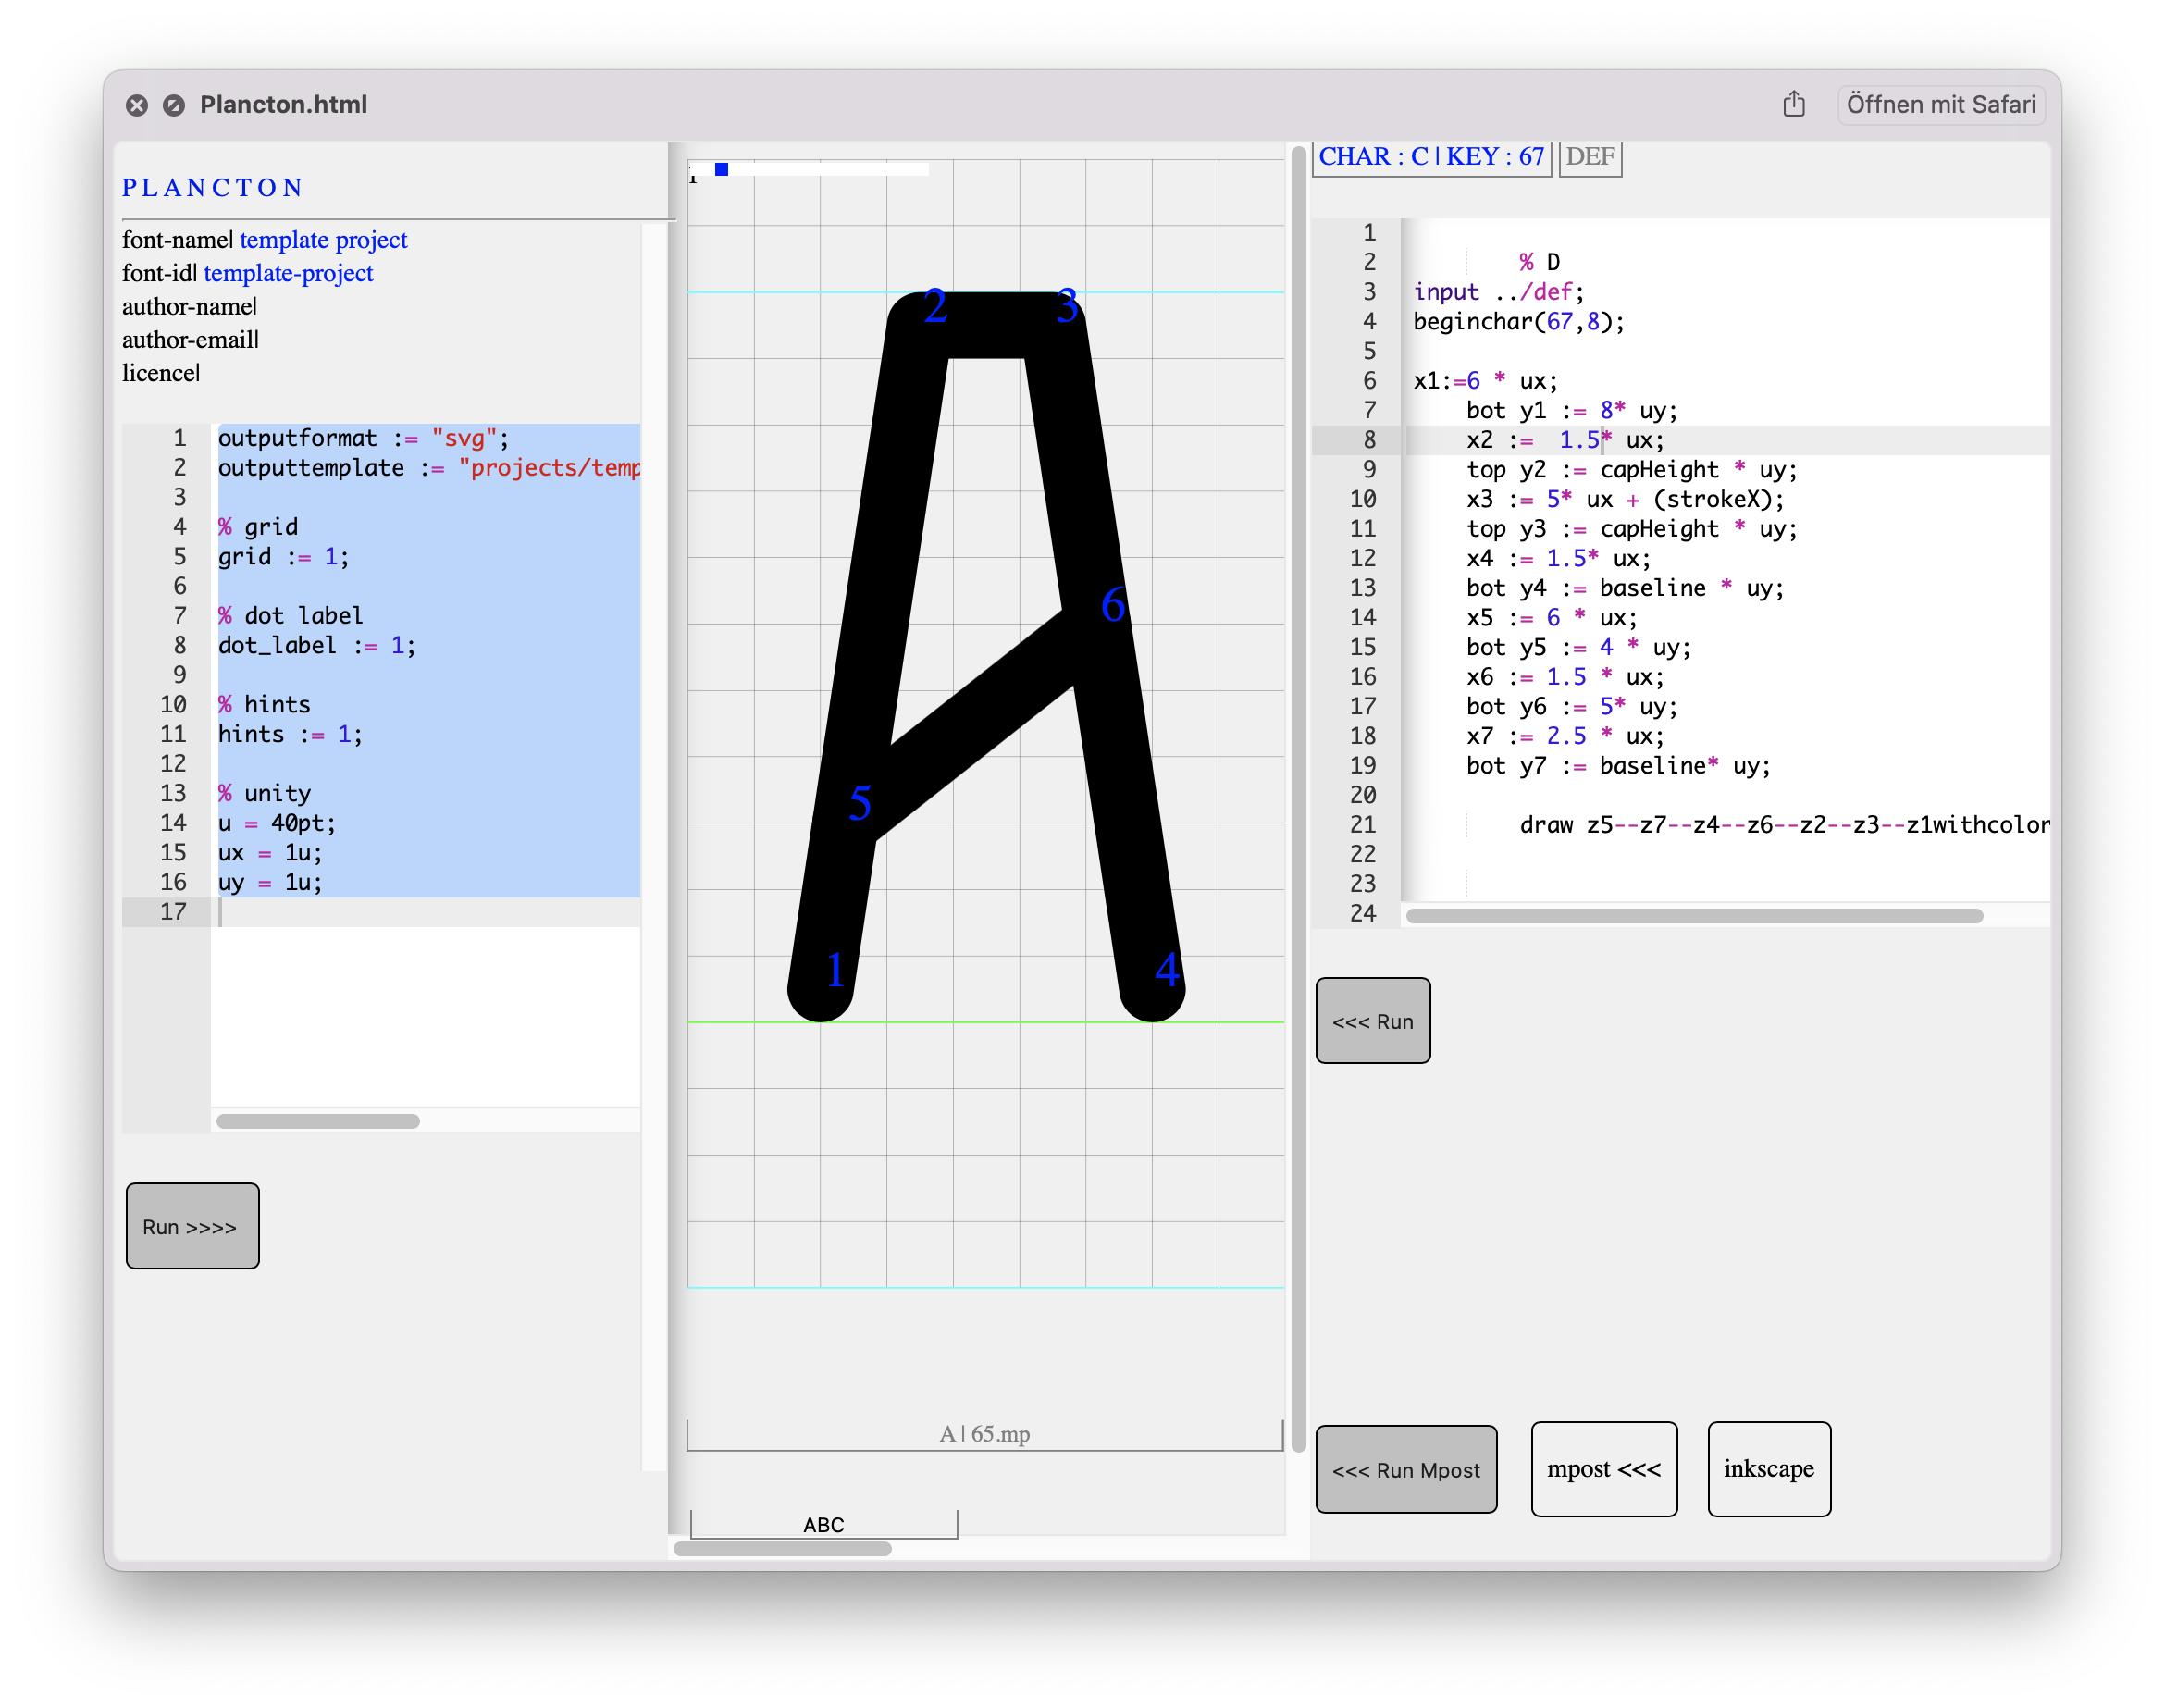 Plancton.html
Öffnen mit Safari
PLANCTON
font-name| template project
font-id| template-project
author-name|
author-email|
licence|
1 outputformat := "svg";
2 outputtemplate := "projects/temp
3
4 % grid
5 grid := 1;
6
7 % dot label
8 dot_label := 1;
9
10 % hints
11 hints := 1;
12
13 % unity
14 u = 40pt;
15 ux = 1u;
16 uy = 1u;
17
Run >>>>
2 3
6
5
1 4
A | 65.mp
ABC
CHAR : C | KEY : 67 DEF
1
2 % D
3 input ../def;
4 beginchar(67,8);
5
6 x1:=6 * ux;
7 bot y1 := 8* uy;
8 x2 :=  1.5* ux;
9 top y2 := capHeight * uy;
10 x3 := 5* ux + (strokeX);
11 top y3 := capHeight * uy;
12 x4 := 1.5* ux;
13 bot y4 := baseline * uy;
14 x5 := 6 * ux;
15 bot y5 := 4 * uy;
16 x6 := 1.5 * ux;
17 bot y6 := 5* uy;
18 x7 := 2.5 * ux;
19 bot y7 := baseline* uy;
20
21 draw z5--z7--z4--z6--z2--z3--z1withcolor
22
23
24
<<< Run
<<< Run Mpost
mpost <<<
inkscape